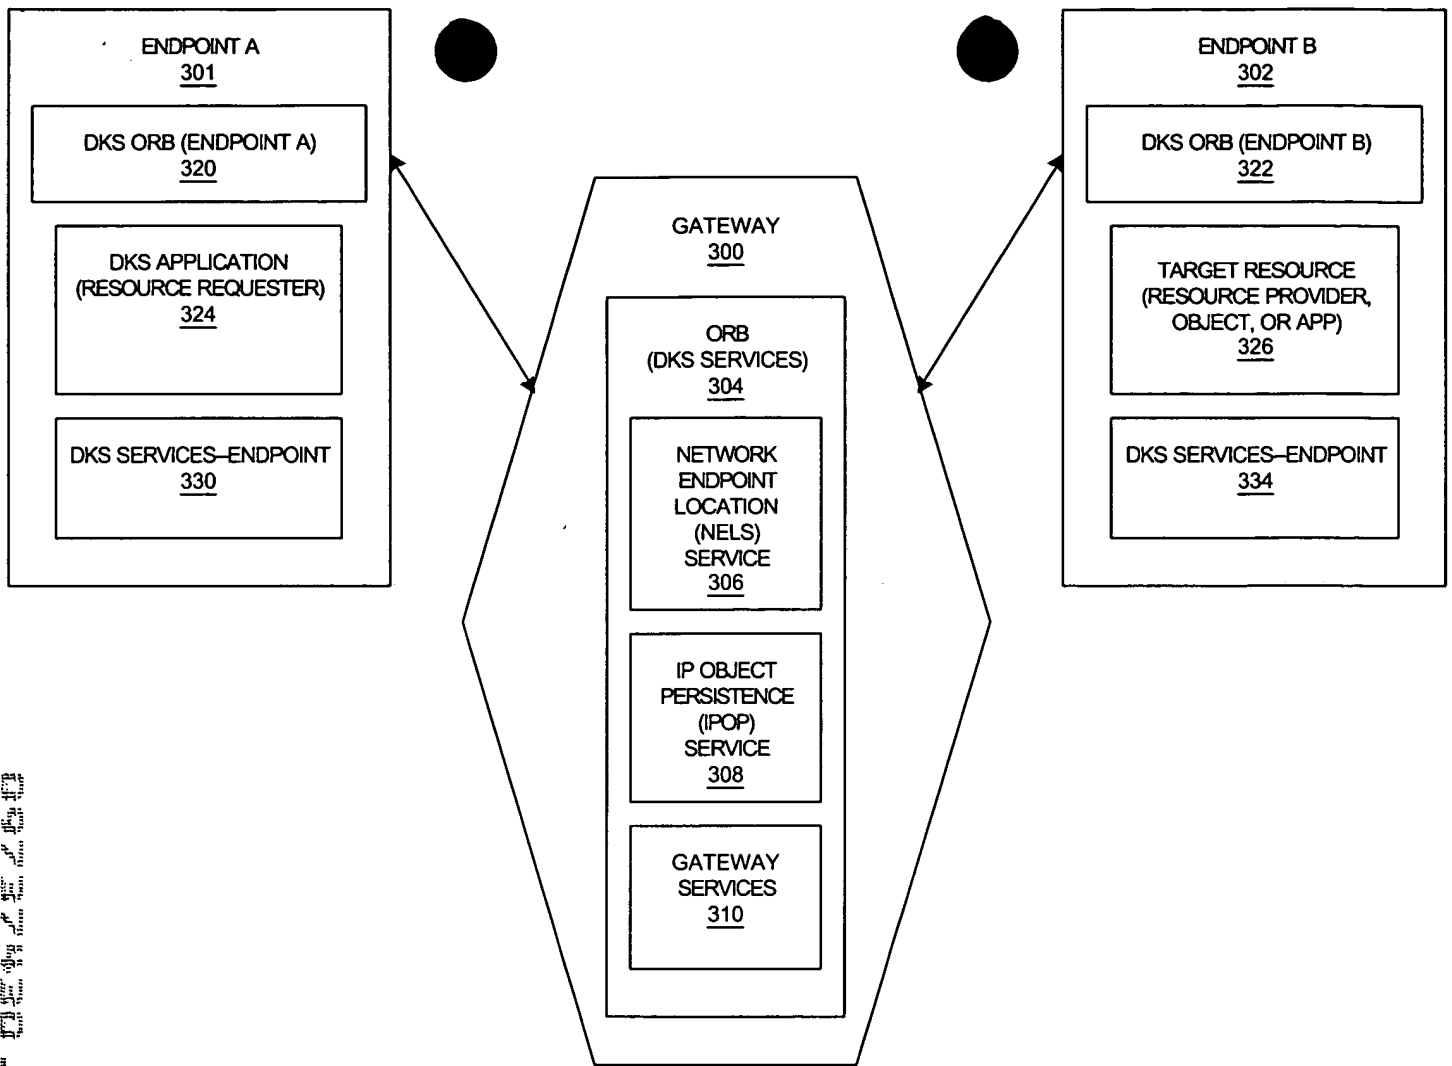 ENDPOINT A
301
DKS ORB (ENDPOINT A)
320
DKS APPLICATION
(RESOURCE REQUESTER)
324
DKS SERVICES–ENDPOINT
330
GATEWAY
300
ORB
(DKS SERVICES)
304
NETWORK
ENDPOINT
LOCATION
(NELS)
SERVICE
306
IP OBJECT
PERSISTENCE
(IPOP)
SERVICE
308
GATEWAY
SERVICES
310
ENDPOINT B
302
DKS ORB (ENDPOINT B)
322
TARGET RESOURCE
(RESOURCE PROVIDER,
OBJECT, OR APP)
326
DKS SERVICES–ENDPOINT
334